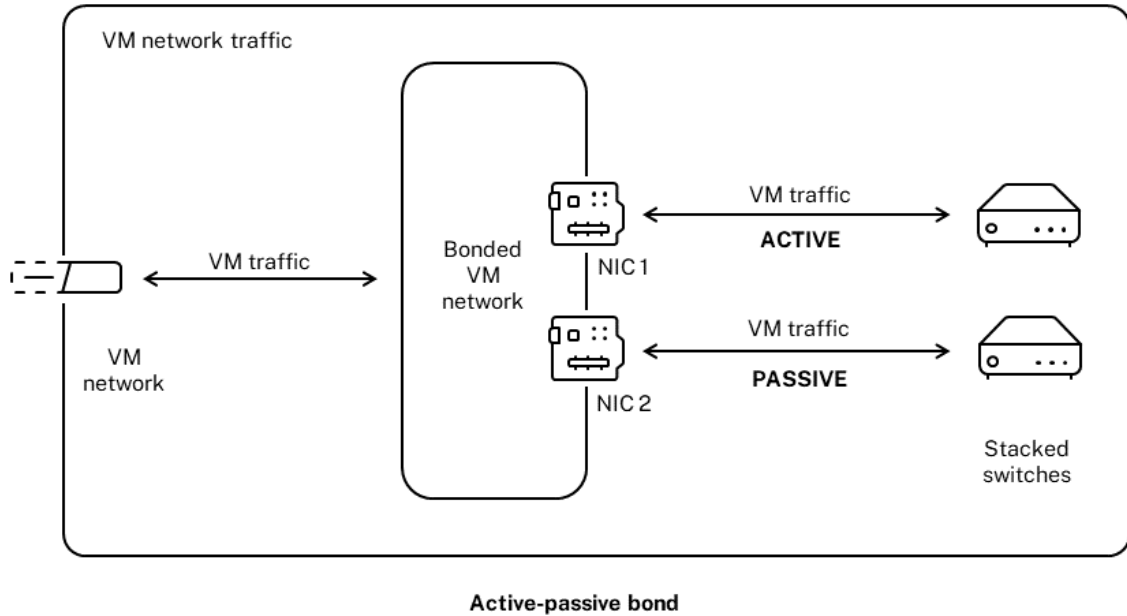 VM network traffic
VM traffic
VM
network
Bonded
VM
network
NIC 1
NIC 2
VM traffic
ACTIVE
VM traffic
PASSIVE
Stacked
switches
Active-passive bond